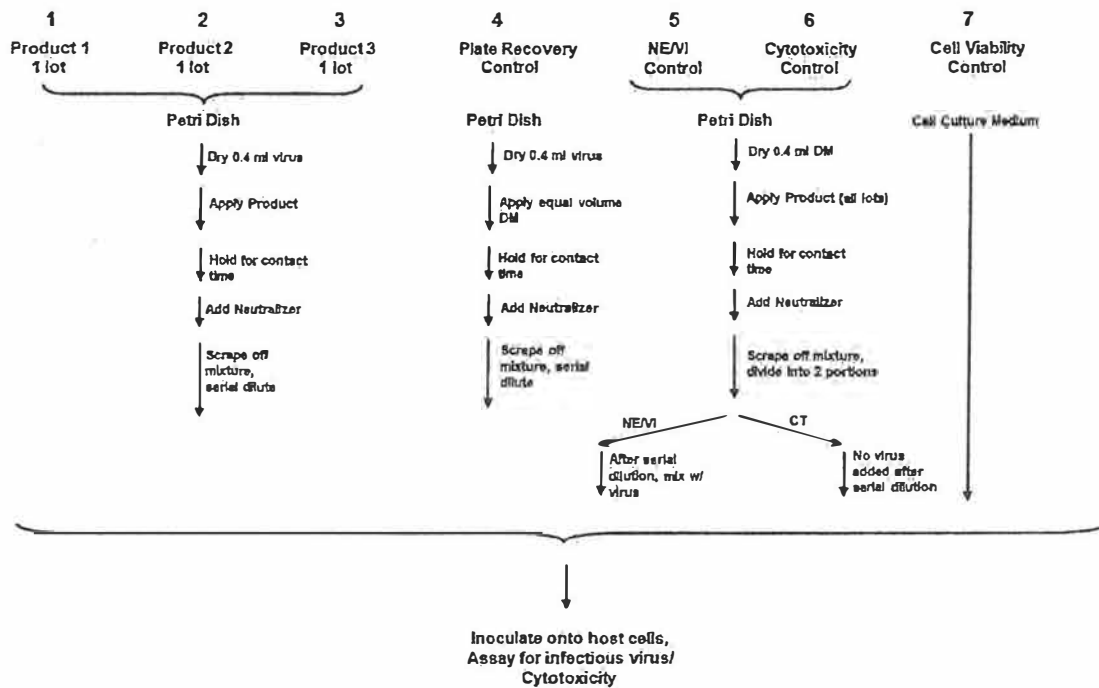 1
Product 1
1 lot
2
Product 2
1 lot
3
Product 3
1 lot
4
Plate Recovery
Control
5
NE/VI
Control
6
Cytotoxicity
Control
7
Cell Viability
Control
Petri Dish
Dry 0.4 ml virus
Apply Product
Hold for contact
time
Add Neutralizer
Scrape off
mixture,
serial dilute
Petri Dish
Dry 0.4 ml virus
Apply equal volume
DM
Hold for contact
time
Add Neutralizer
Scrape off
mixture, serial
dilute
Petri Dish
Dry 0.4 ml DM
Apply Product (all lots)
Hold for contact
time
Add Neutralizer
Scrape off mixture,
divide into 2 portions
NE/VI
CT
After serial
dilution, mix w/
virus
No virus
added after
serial dilution
Cell Culture Medium
Inoculate onto host cells,
Assay for infectious virus/
Cytotoxicity